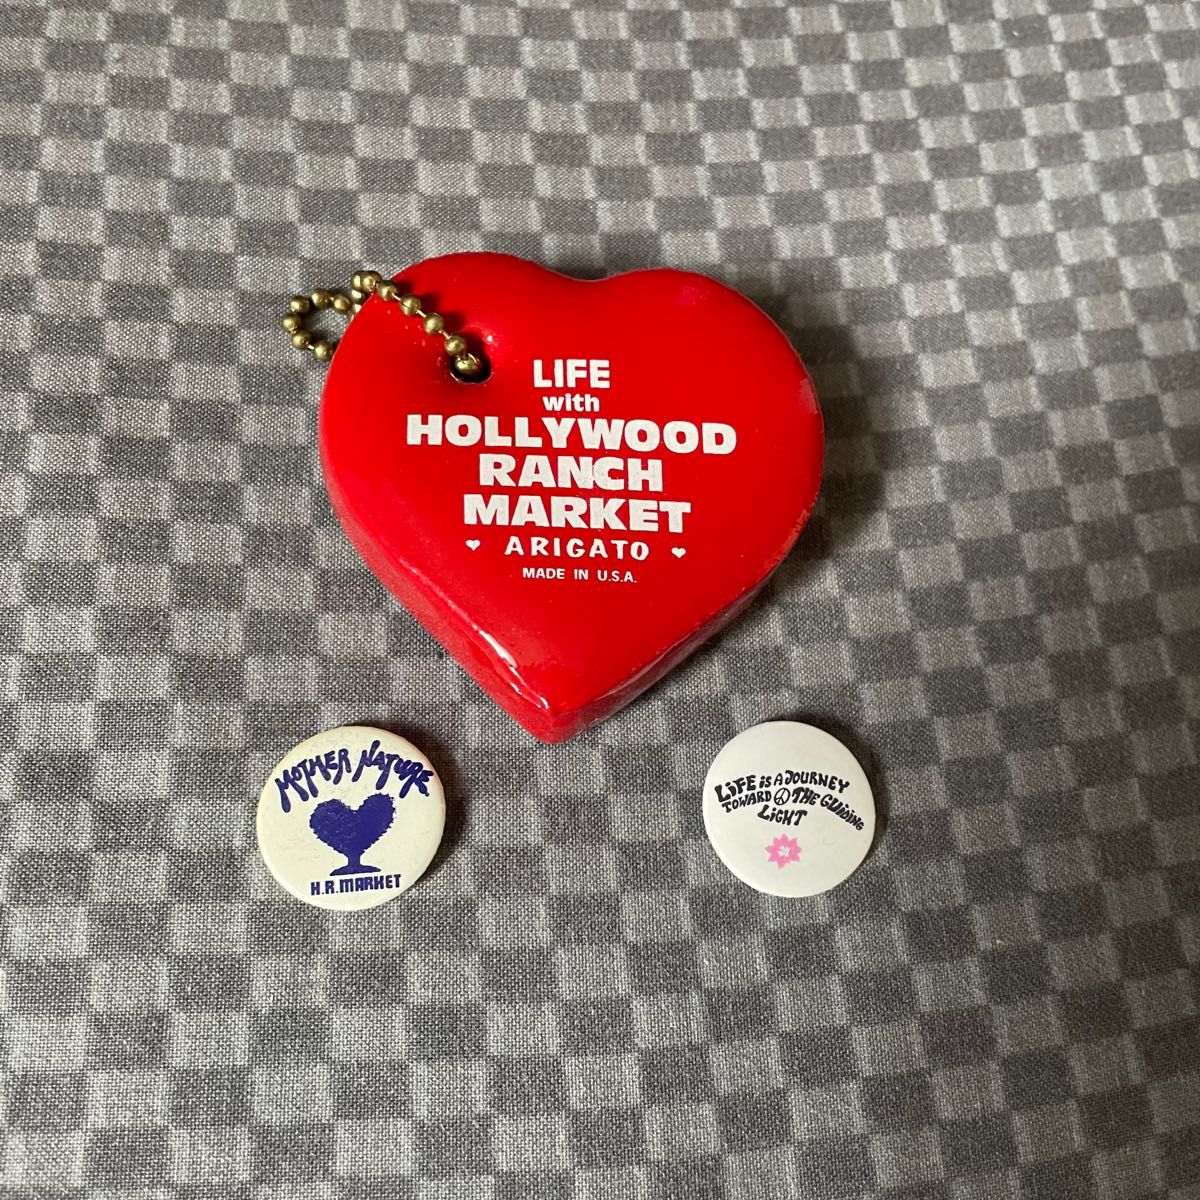 LIFE
with
HOLLYWOOD
RANCH
MARKET
♥ ARIGATO ♥
MADE IN U.S.A.
MOTHER NATURE
H.R.MARKET
LiFE iS A JOURNEY
TOWARD ☮ THE GUiDiNG
LiGHT